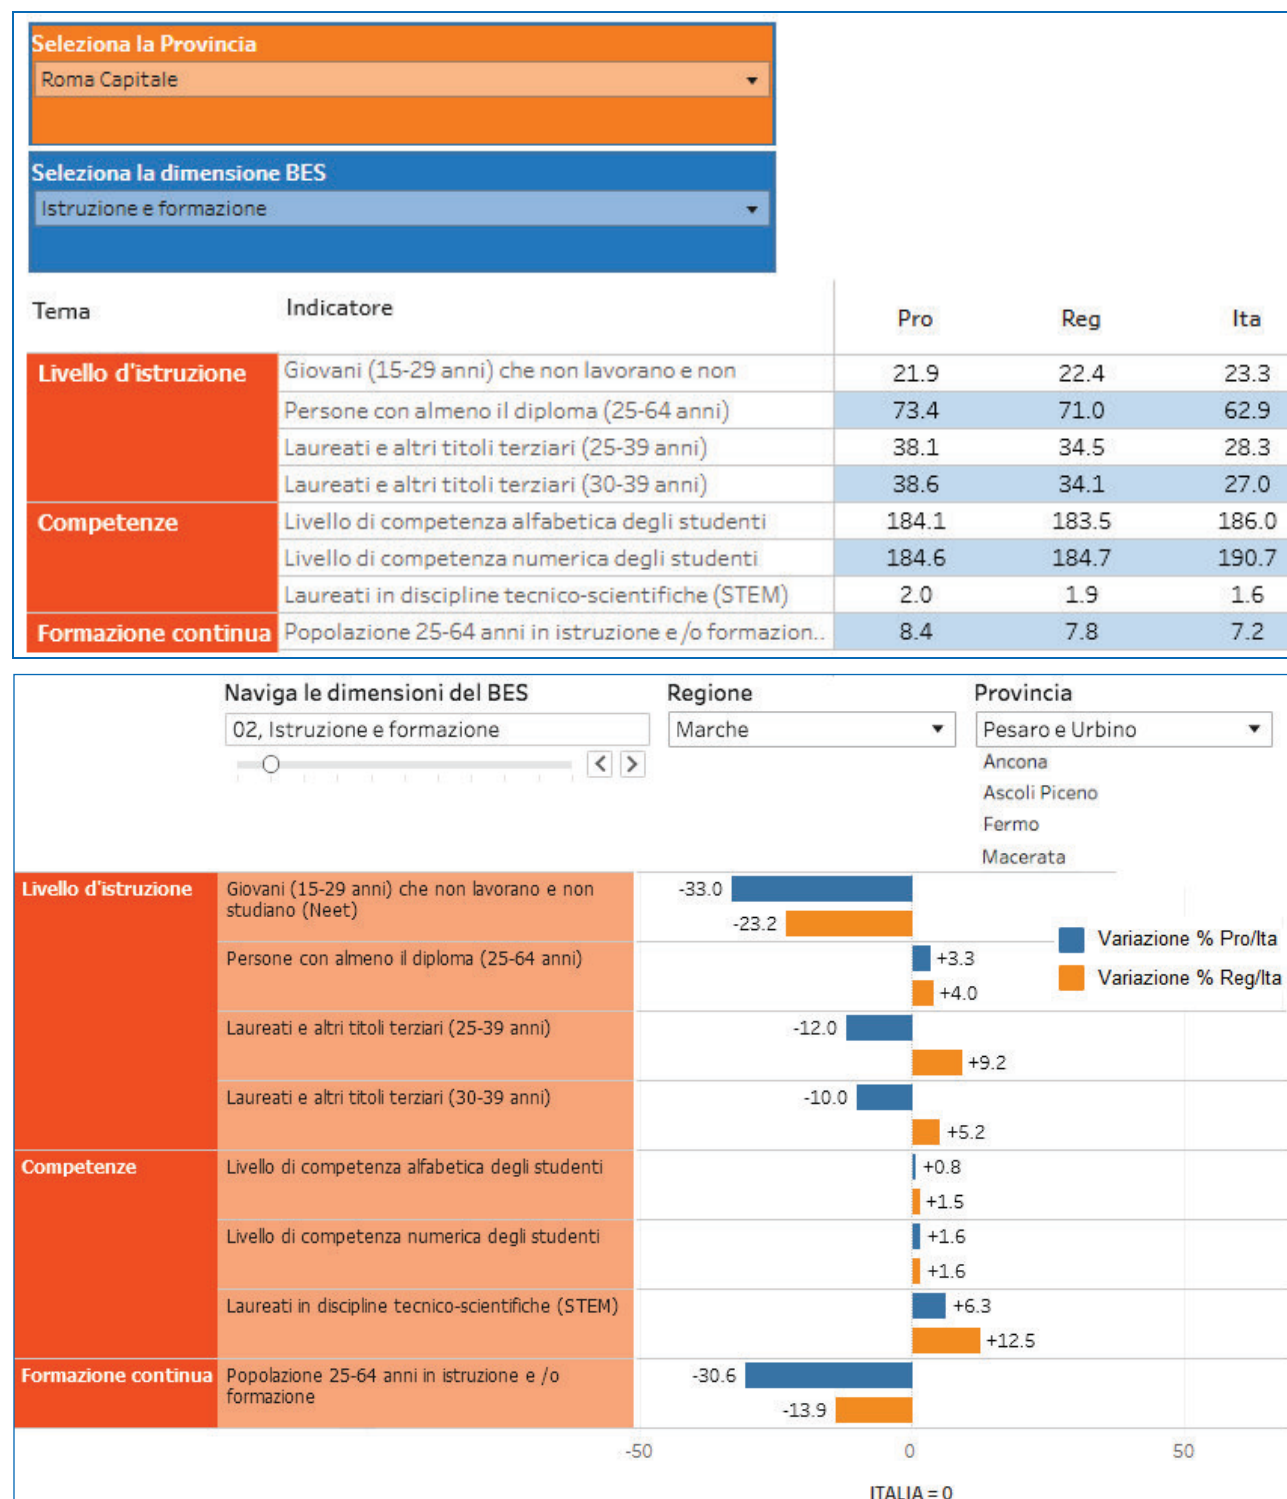 Seleziona la Provincia
Roma Capitale
Seleziona la dimensione BES
Istruzione e formazione
Tema Indicatore Pro Reg Ita
Livello d'istruzione Giovani (15-29 anni) che non lavorano e non 21.9 22.4 23.3
Persone con almeno il diploma (25-64 anni) 73.4 71.0 62.9
Laureati e altri titoli terziari (25-39 anni) 38.1 34.5 28.3
Laureati e altri titoli terziari (30-39 anni) 38.6 34.1 27.0
Competenze Livello di competenza alfabetica degli studenti 184.1 183.5 186.0
Livello di competenza numerica degli studenti 184.6 184.7 190.7
Laureati in discipline tecnico-scientifiche (STEM) 2.0 1.9 1.6
Formazione continua Popolazione 25-64 anni in istruzione e /o formazion.. 8.4 7.8 7.2
Naviga le dimensioni del BES Regione Provincia
02, Istruzione e formazione Marche Pesaro e Urbino
Ancona
Ascoli Piceno
Fermo
Macerata
Livello d'istruzione Giovani (15-29 anni) che non lavorano e non -33.0
studiano (Neet)
-23.2
Variazione % Pro/Ita
Persone con almeno il diploma (25-64 anni) +3.3
Variazione % Reg/Ita
+4.0
Laureati e altri titoli terziari (25-39 anni) -12.0
+9.2
Laureati e altri titoli terziari (30-39 anni) -10.0
+5.2
Competenze Livello di competenza alfabetica degli studenti +0.8
+1.5
Livello di competenza numerica degli studenti +1.6
+1.6
Laureati in discipline tecnico-scientifiche (STEM) +6.3
+12.5
Formazione continua Popolazione 25-64 anni in istruzione e /o -30.6
formazione
-13.9
-50 0 50
ITALIA = 0